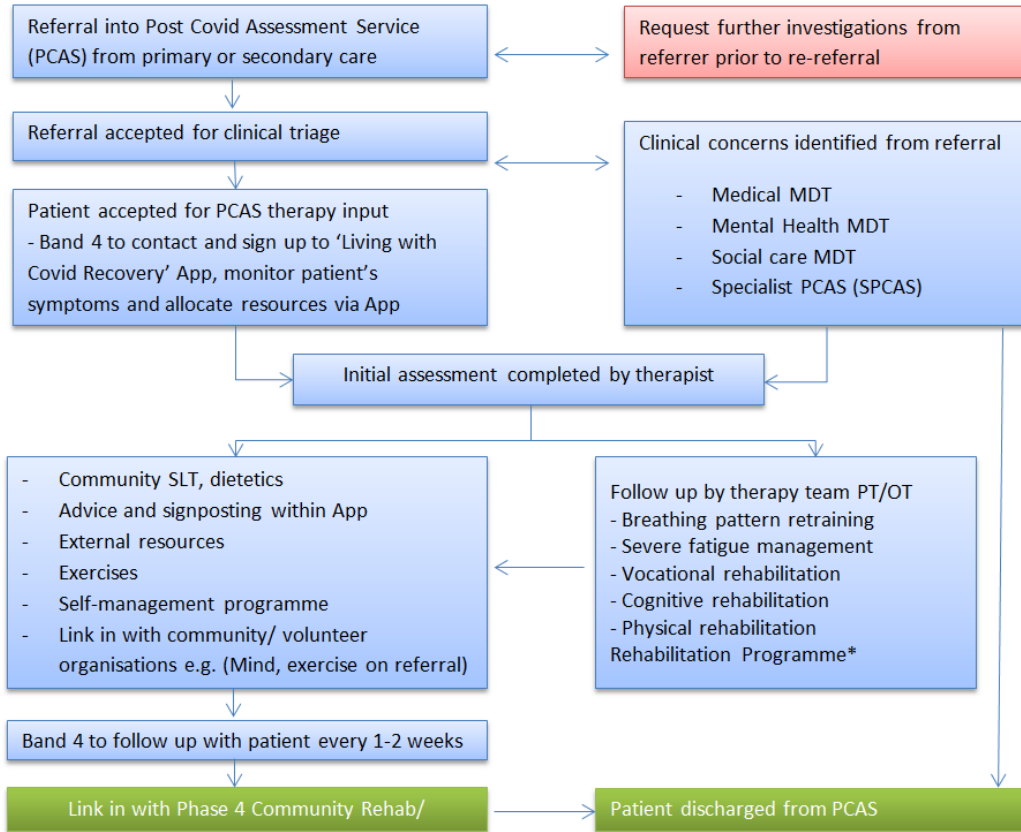 Referral into Post Covid Assessment Service
(PCAS) from primary or secondary care
Request further investigations from
referrer prior to re-referral
Referral accepted for clinical triage
Clinical concerns identified from referral
- Medical MDT
- Mental Health MDT
- Social care MDT
- Specialist PCAS (SPCAS)
Patient accepted for PCAS therapy input
- Band 4 to contact and sign up to ‘Living with
Covid Recovery’ App, monitor patient’s
symptoms and allocate resources via App
Initial assessment completed by therapist
- Community SLT, dietetics
- Advice and signposting within App
- External resources
- Exercises
- Self-management programme
- Link in with community/ volunteer
organisations e.g. (Mind, exercise on referral)
Follow up by therapy team PT/OT
- Breathing pattern retraining
- Severe fatigue management
- Vocational rehabilitation
- Cognitive rehabilitation
- Physical rehabilitation
Rehabilitation Programme*
Band 4 to follow up with patient every 1-2 weeks
Link in with Phase 4 Community Rehab/
Patient discharged from PCAS